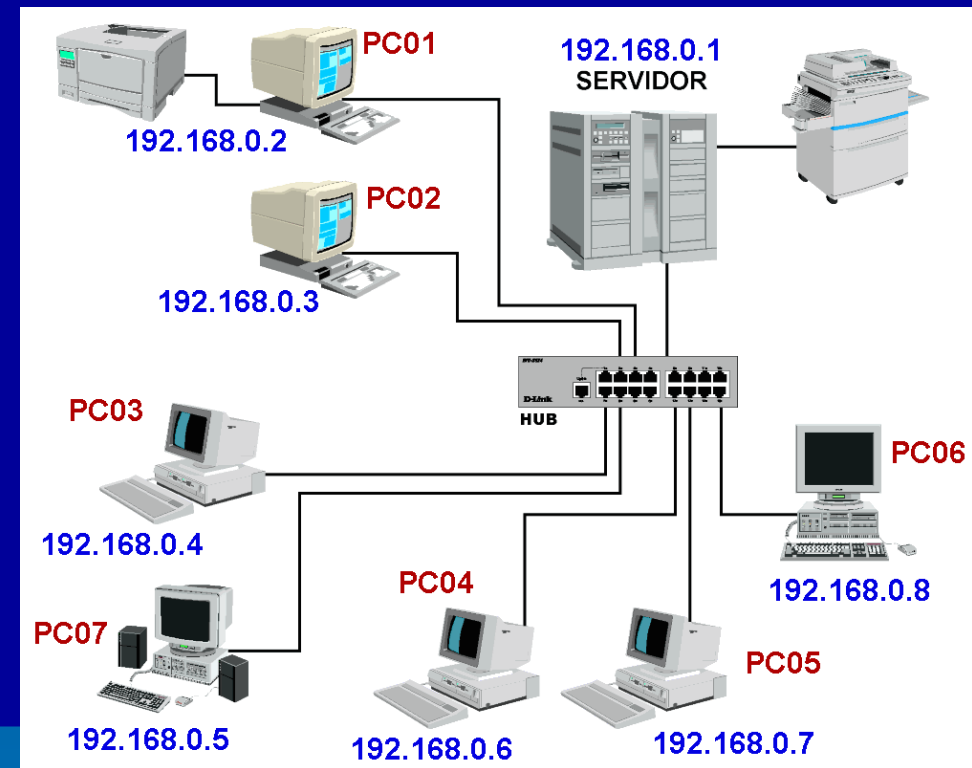 PC01
192.168.0.2
192.168.0.1
SERVIDOR
PC02
192.168.0.3
D-Link
HUB
PC03
192.168.0.4
PC06
192.168.0.8
PC04
192.168.0.6
PC07
192.168.0.5
PC05
192.168.0.7